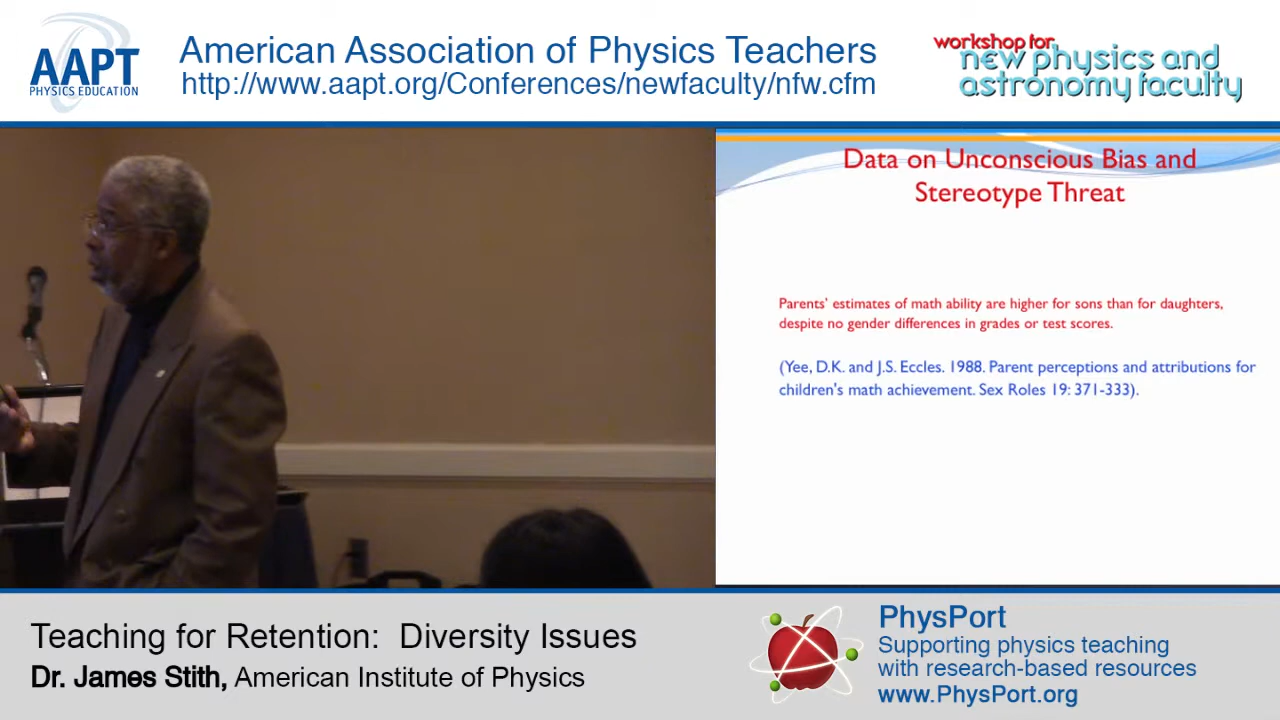 AAPT
PHYSICS EDUCATION
American Association of Physics Teachers
http://www.aapt.org/Conferences/newfaculty/nfw.cfm
workshop for
new physics and
astronomy faculty
Data on Unconscious Bias and
Stereotype Threat
Parents' estimates of math ability are higher for sons than for daughters,
despite no gender differences in grades or test scores.
(Yee, D.K. and J.S. Eccles. 1988. Parent perceptions and attributions for
children's math achievement. Sex Roles 19: 371-333).
Teaching for Retention: Diversity Issues
Dr. James Stith, American Institute of Physics
PhysPort
Supporting physics teaching
with research-based resources
www.PhysPort.org